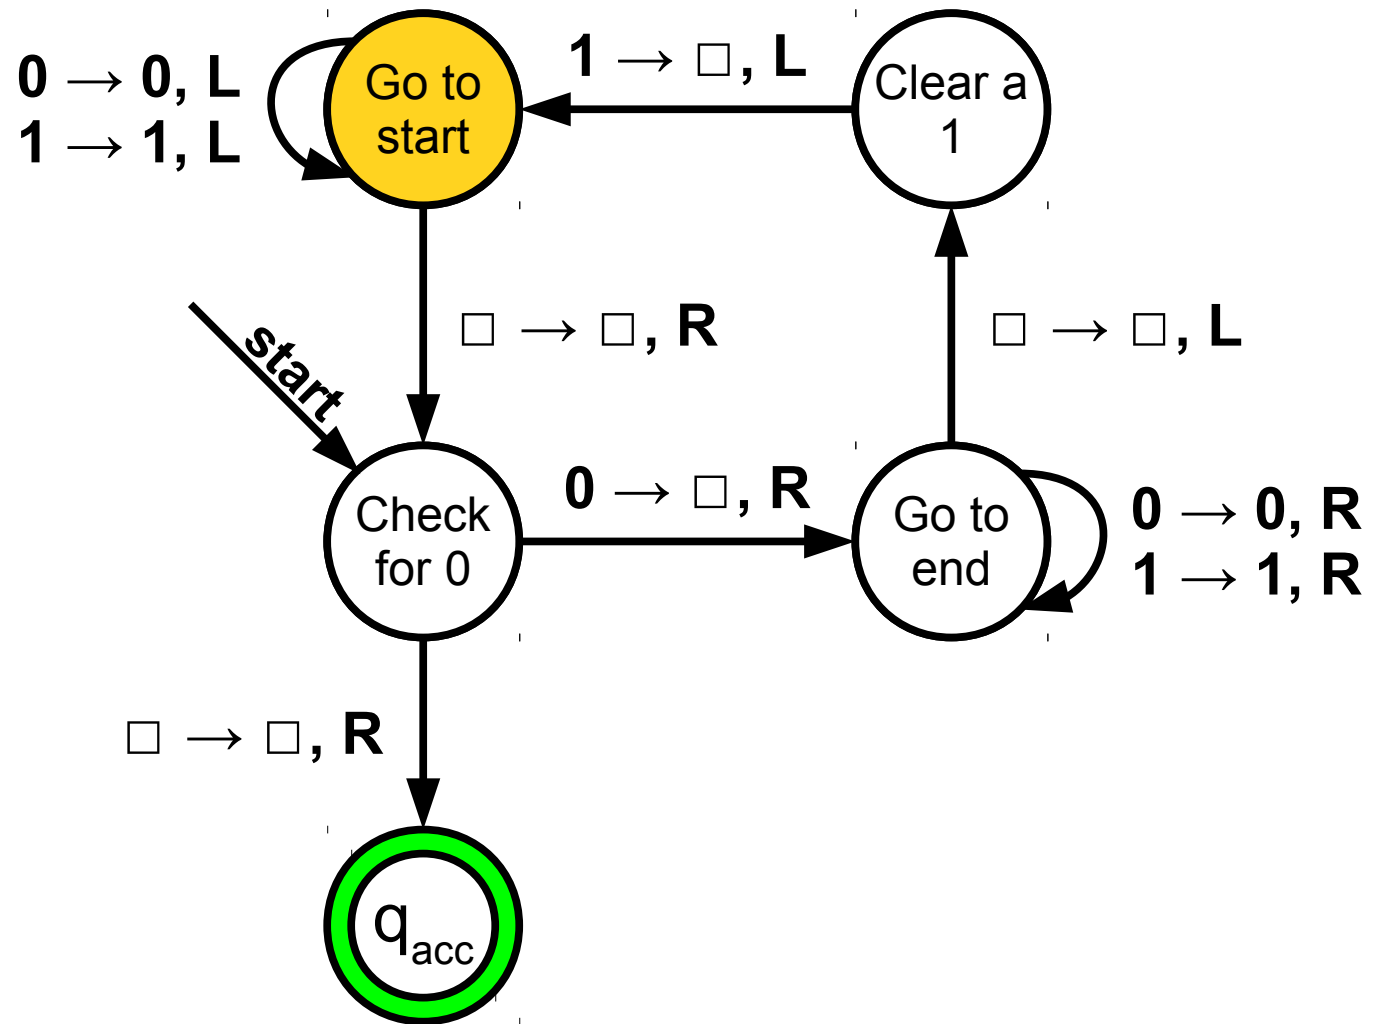 0 → 0, L
1 → 1, L
Go to
start
1 → □, L
Clear a
1
□ → □, R
□ → □, L
start
Check
for 0
0 → □, R
Go to
end
0 → 0, R
1 → 1, R
□ → □, R
qacc